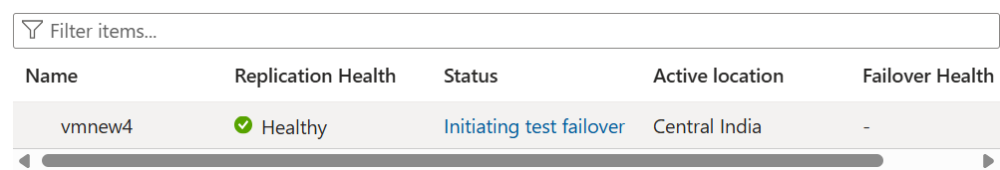 Filter items...
Name Replication Health Status Active location Failover Health
vmnew4 Healthy Initiating test failover Central India -